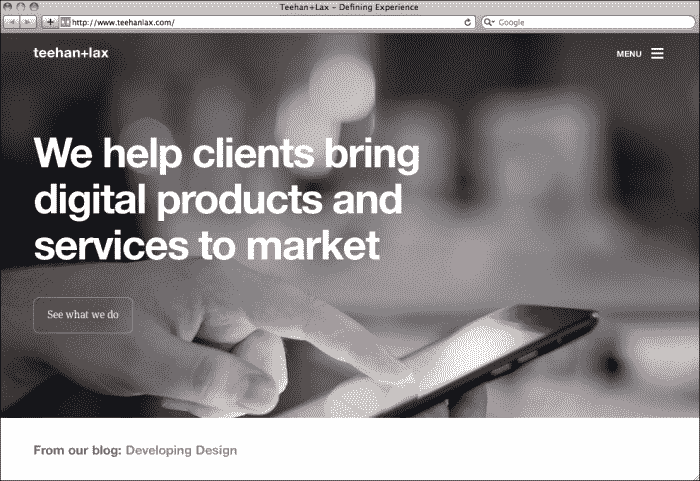 Teehan+Lax – Defining Experience
http://www.teehanlax.com/
Google
teehan+lax
MENU
We help clients bring
digital products and
services to market
See what we do
From our blog: Developing Design